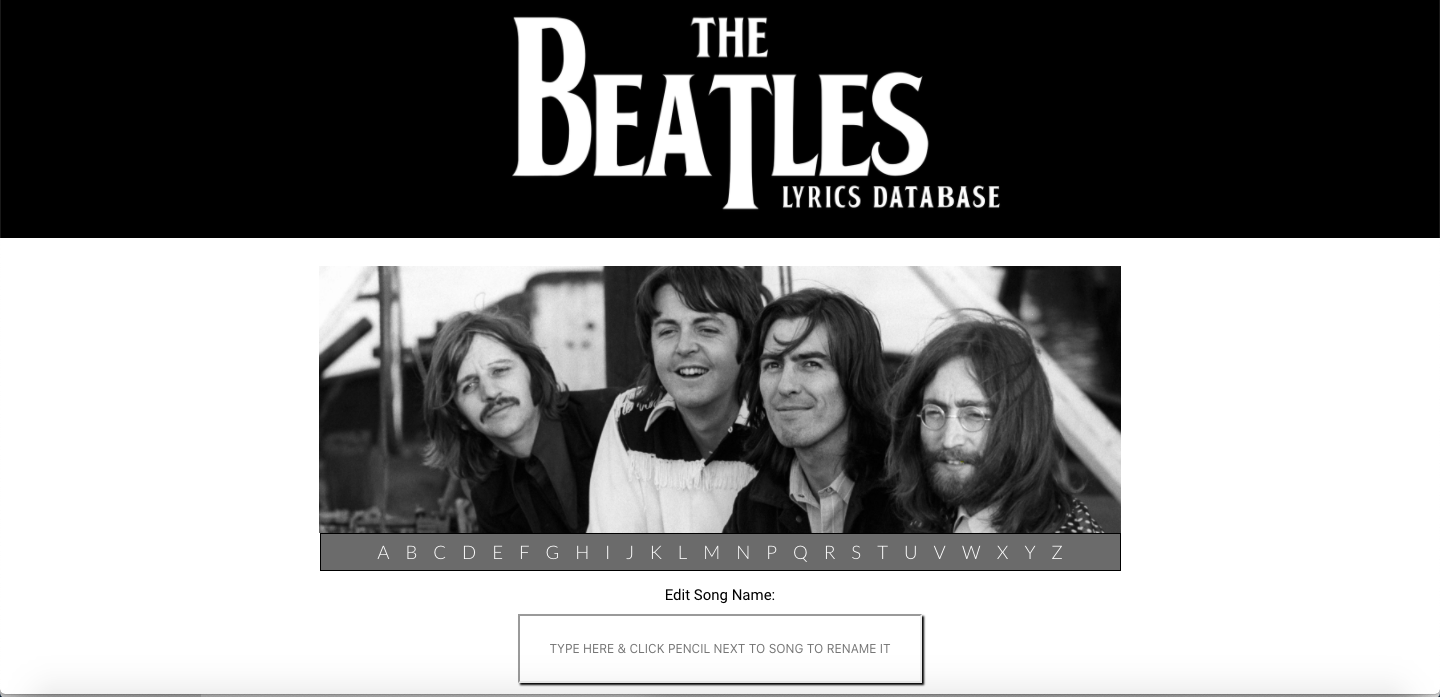 THE
BEATLES
LYRICS DATABASE
A B C D E F G H I J K L M N P Q R S T U V W X Y Z
Edit Song Name:
TYPE HERE & CLICK PENCIL NEXT TO SONG TO RENAME IT